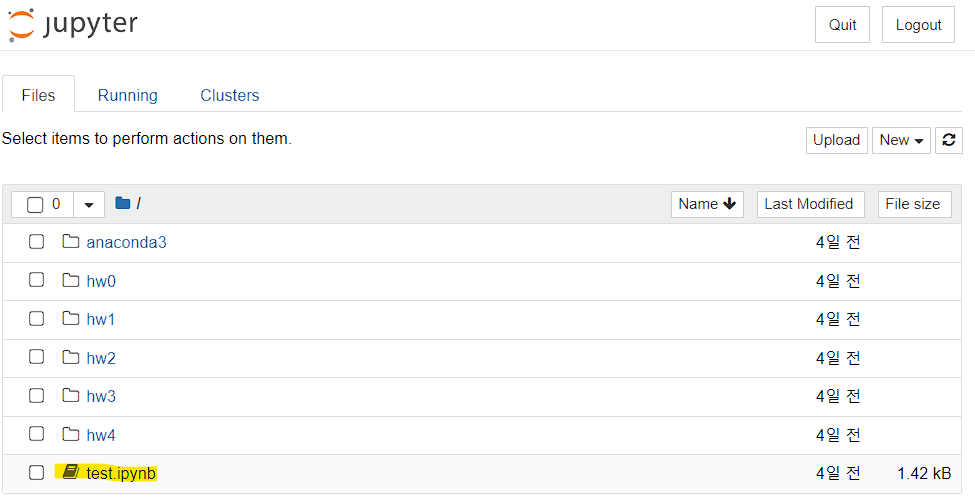 jupyter Quit Logout
Files Running Clusters
Select items to perform actions on them. Upload New
0 / Name Last Modified File size
anaconda3 4일 전
hw0 4일 전
hw1 4일 전
hw2 4일 전
hw3 4일 전
hw4 4일 전
test.ipynb 4일 전 1.42 kB